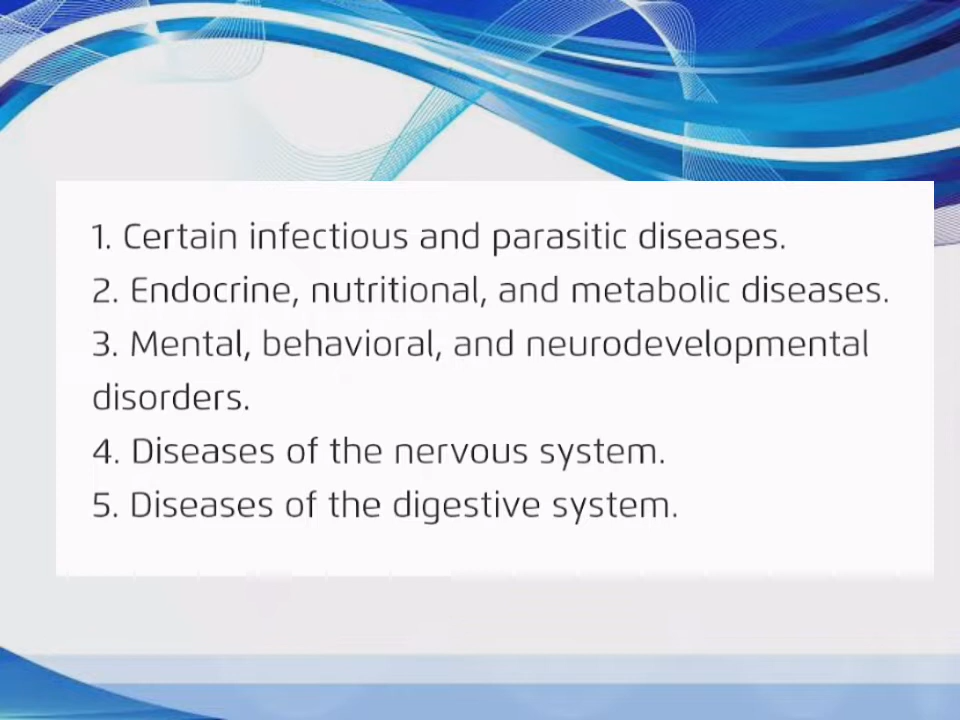 1. Certain infectious and parasitic diseases.
2. Endocrine, nutritional, and metabolic diseases.
3. Mental, behavioral, and neurodevelopmental
disorders.
4. Diseases of the nervous system.
5. Diseases of the digestive system.